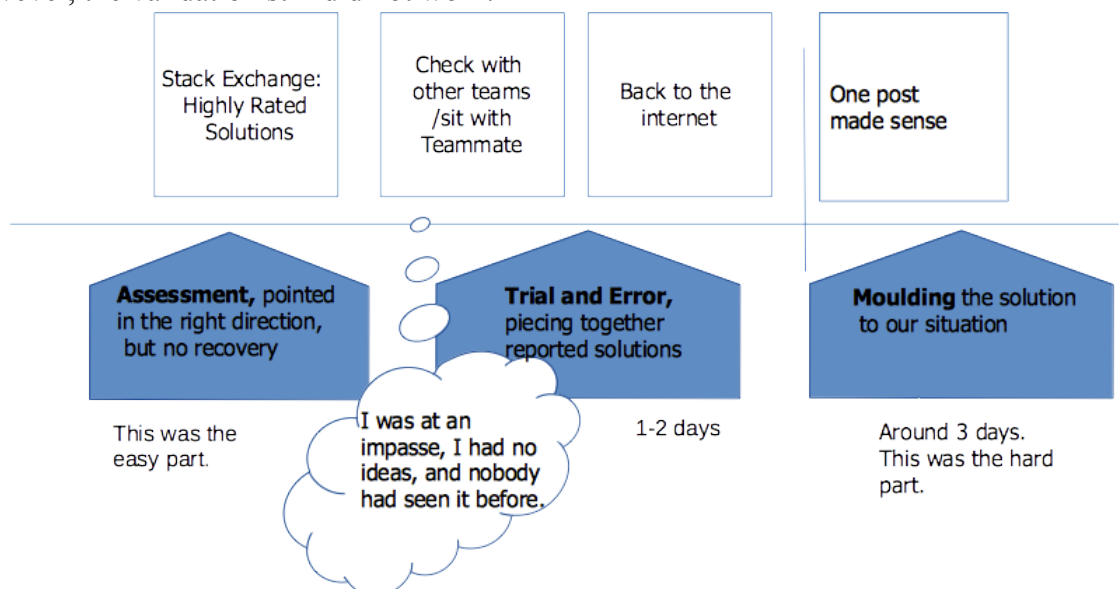 Stack Exchange:
Highly Rated
Solutions
Check with
other teams
/sit with
Teammate
Back to the
internet
One post
made sense
Assessment, pointed
in the right direction,
but no recovery
Trial and Error,
piecing together
reported solutions
Moulding the solution
to our situation
This was the
easy part.
I was at an
impasse, I had no
ideas, and nobody
had seen it before.
1-2 days
Around 3 days.
This was the hard
part.